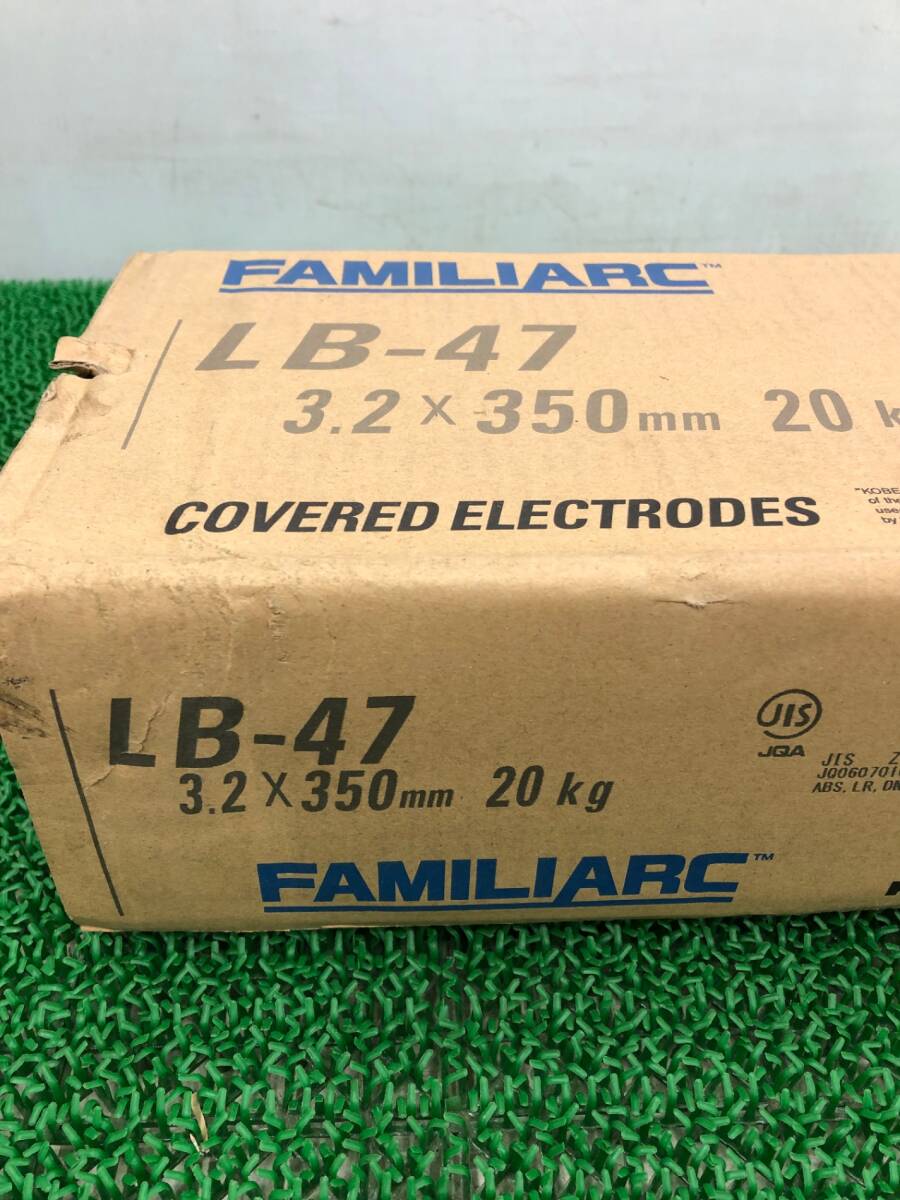 FAMILIARC™
LB-47
3.2 × 350mm 20
COVERED ELECTRODES
"KOBE
of the
use
by
LB-47
3.2 × 350mm 20 kg
JIS
JQA
JIS Z
ABS, LR,
FAMILIARC™